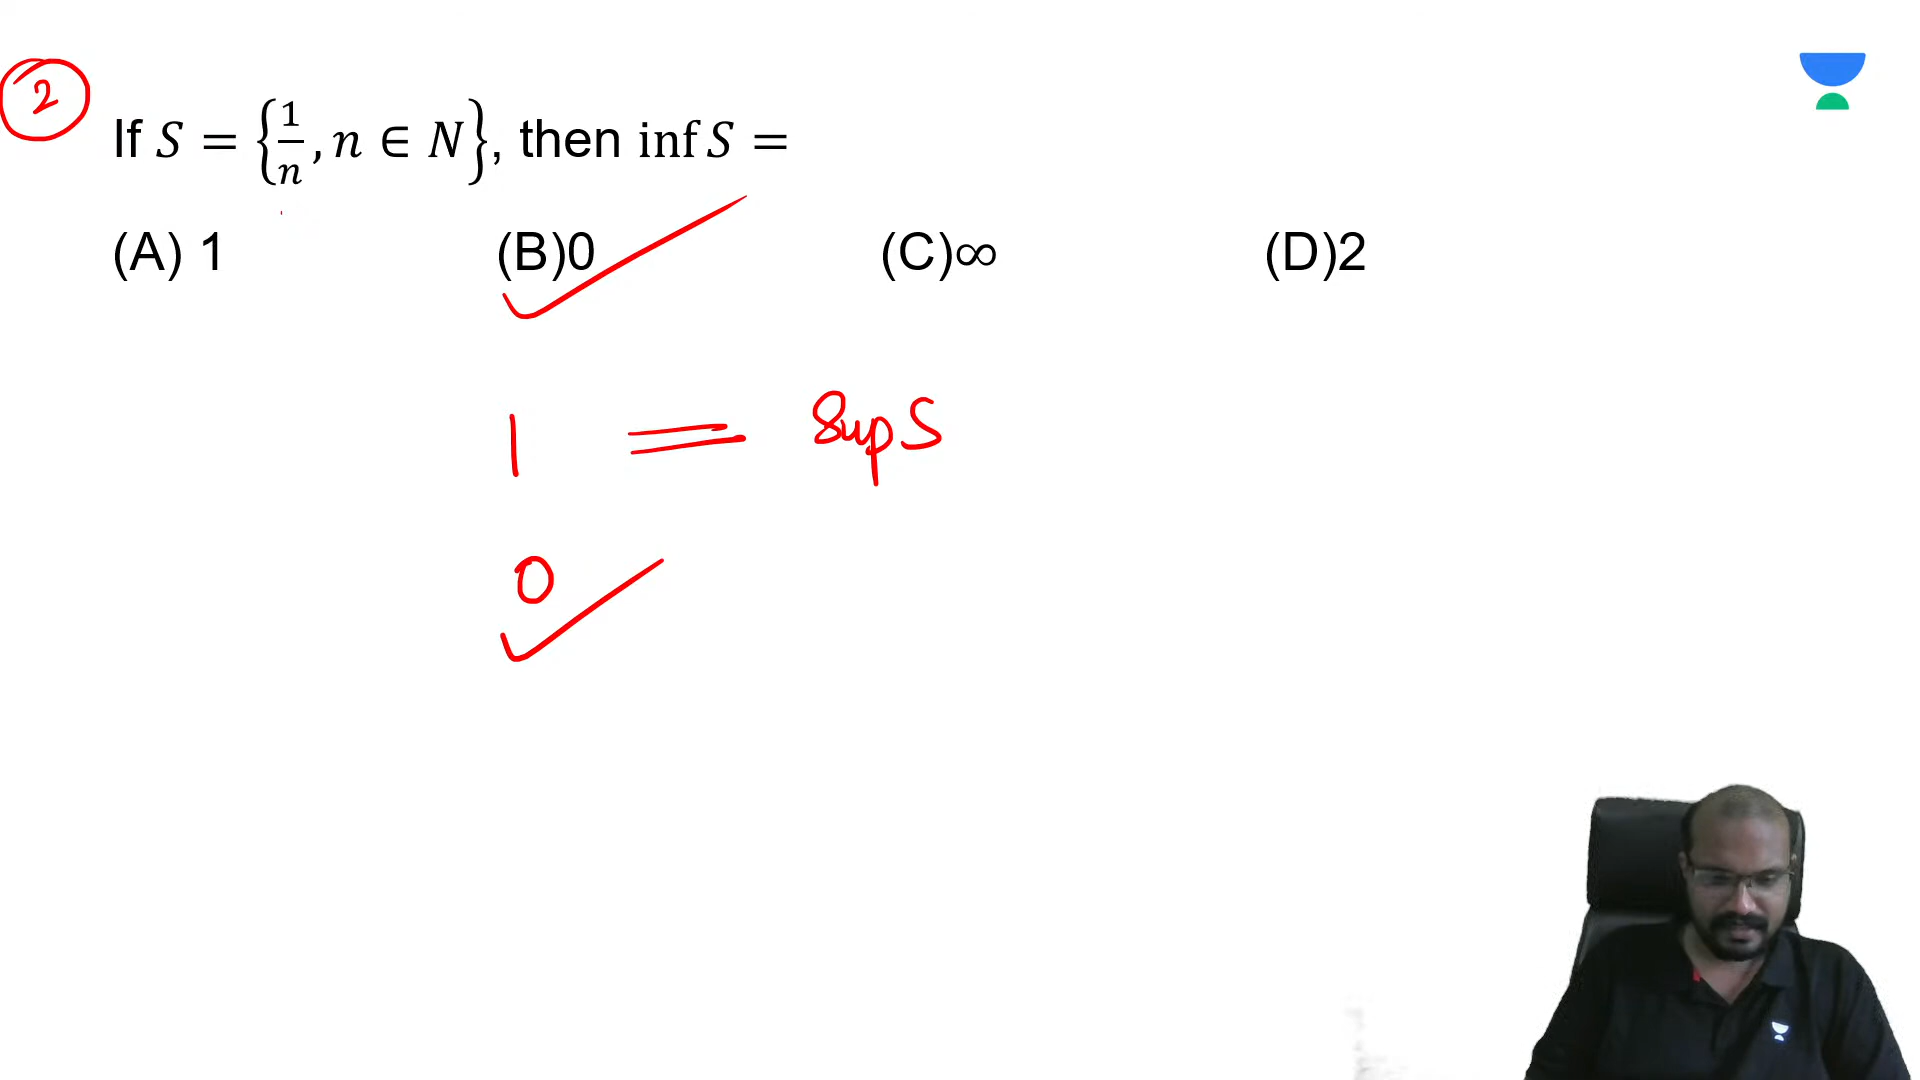 2
If S = {1/n, n ∈ N}, then inf S =
(A) 1 (B)0 (C)∞ (D)2
1 = Sup S
0